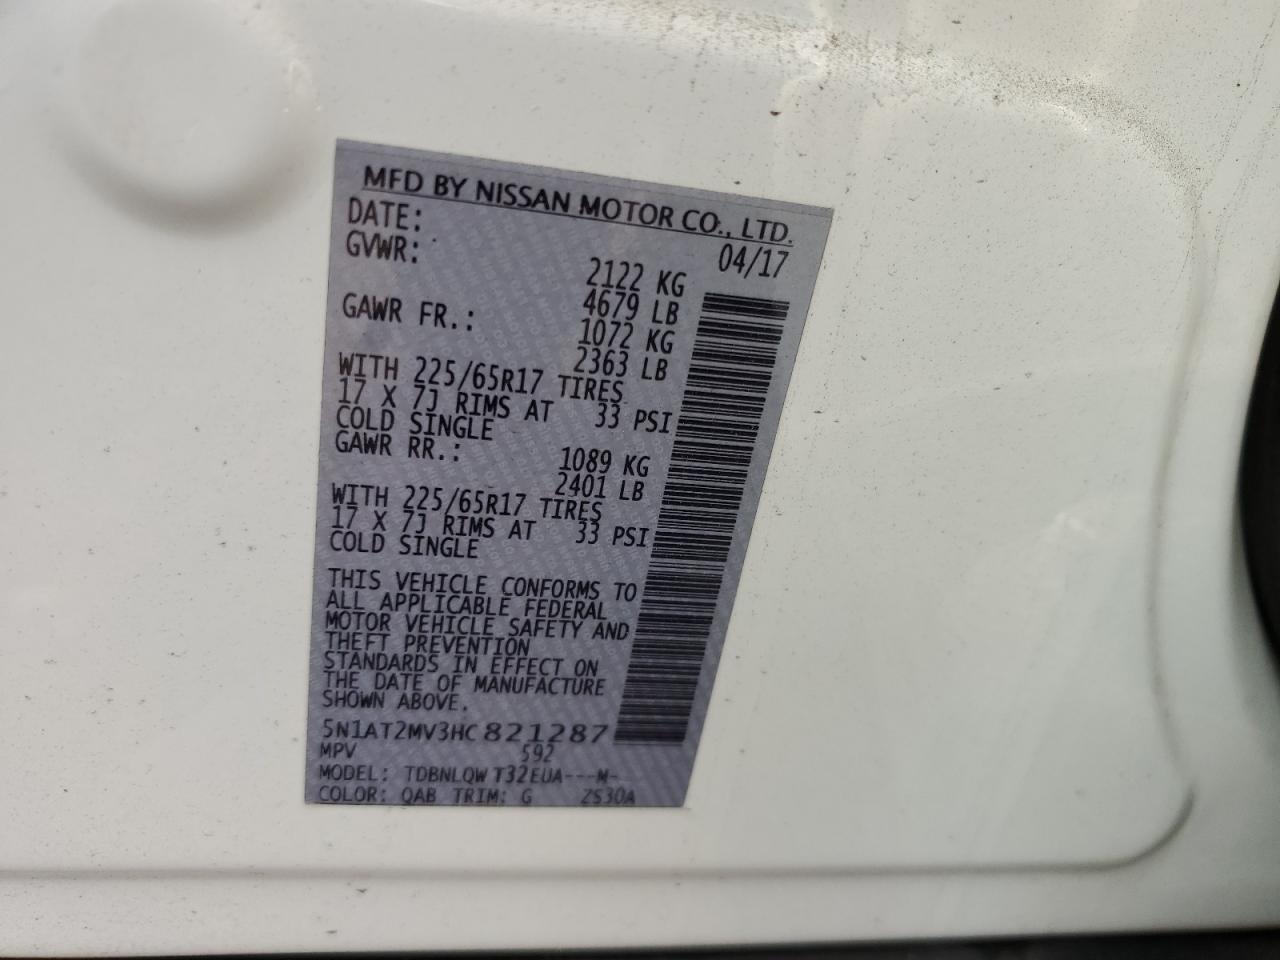 MFD BY NISSAN MOTOR CO., LTD.
DATE: 04/17
GVWR: 2122 KG
4679 LB
GAWR FR.: 1072 KG
2363 LB
WITH 225/65R17 TIRES
17 X 7J RIMS AT 33 PSI
COLD SINGLE
GAWR RR.: 1089 KG
2401 LB
WITH 225/65R17 TIRES
17 X 7J RIMS AT 33 PSI
COLD SINGLE
THIS VEHICLE CONFORMS TO
ALL APPLICABLE FEDERAL
MOTOR VEHICLE SAFETY AND
THEFT PREVENTION
STANDARDS IN EFFECT ON
THE DATE OF MANUFACTURE
SHOWN ABOVE.
5N1AT2MV3HC821287
MPV 592
MODEL: TDBNLQW T32EUA---M-
COLOR: QAB TRIM: G ZS30A